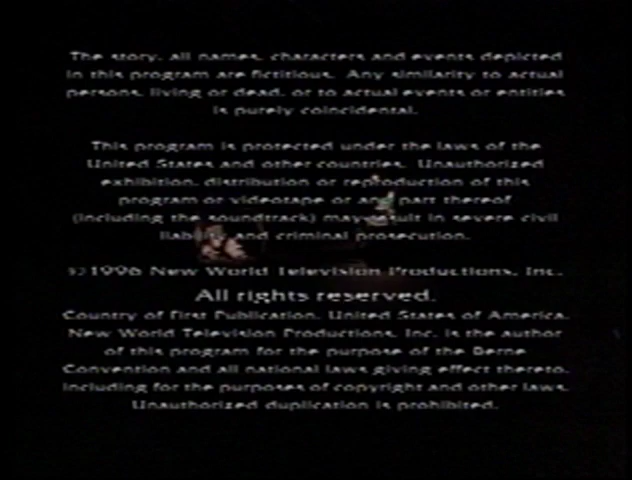 The story, all names, characters and events depicted
in this program are fictitious. Any similarity to actual
persons, living or dead, or to actual events or entities
is purely coincidental.
This program is protected under the laws of the
United States and other countries. Unauthorized
exhibition, distribution or reproduction of this
program or videotape or any part thereof
(including the soundtrack) may result in severe civil
liability and criminal prosecution.
©1996 New World Television Productions, Inc.
All rights reserved.
Country of First Publication, United States of America.
New World Television Productions, Inc. is the author
of this program for the purpose of the Berne
Convention and all national laws giving effect thereto,
including for the purposes of copyright and other laws.
Unauthorized duplication is prohibited.